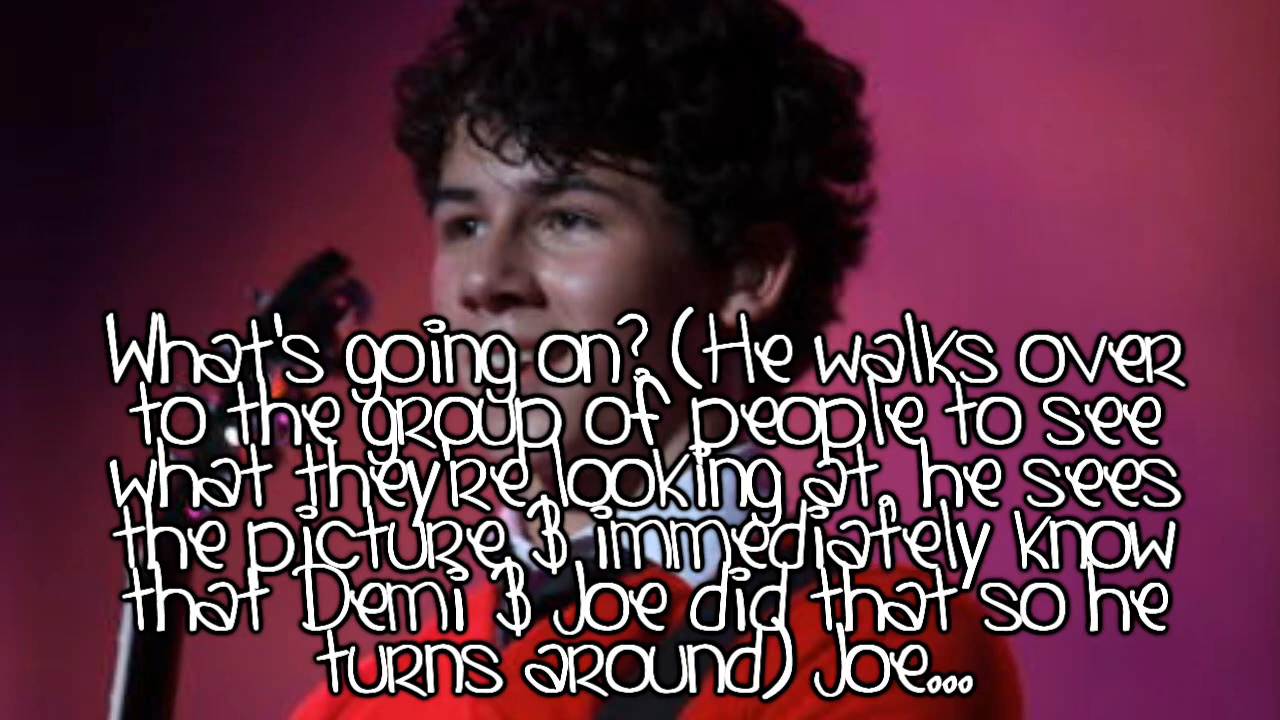 What's going on? (He walks over
to the group of people to see
what they're looking at, he sees
the picture & immediately know
that Demi & Joe did that so he
turns around) Joe...